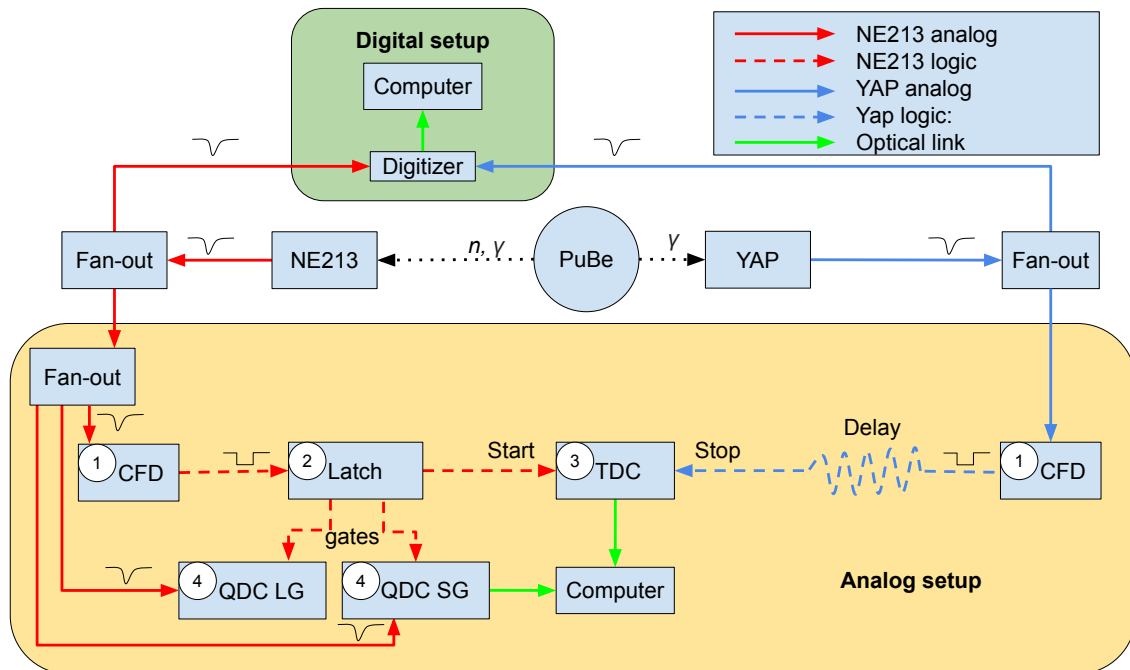 Digital setup
Computer
Digitizer
NE213 analog
NE213 logic
YAP analog
Yap logic:
Optical link
Fan-out
NE213
n, γ
PuBe
γ
YAP
Fan-out
Fan-out
1 CFD
2 Latch
Start
3 TDC
Stop
Delay
1 CFD
gates
4 QDC LG
4 QDC SG
Computer
Analog setup